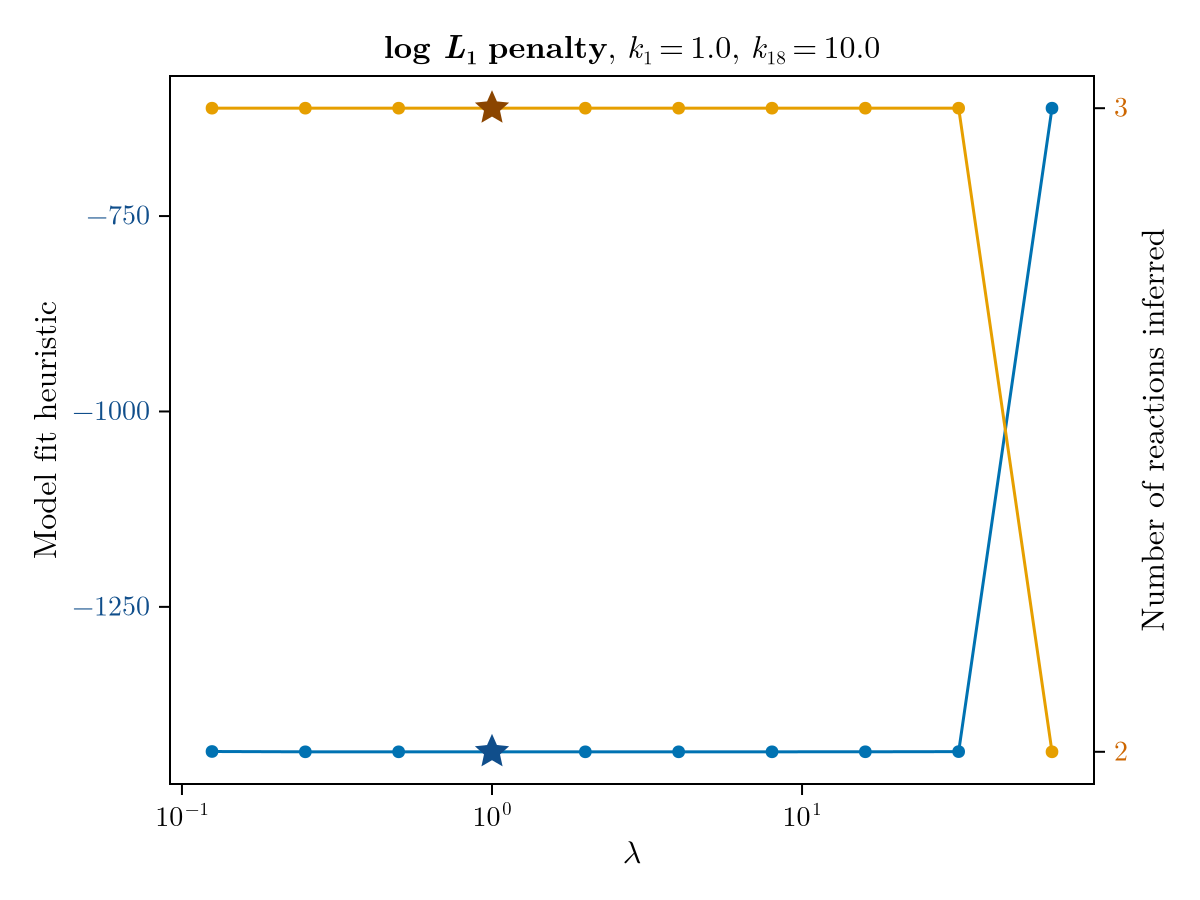 log L₁ penalty, k₁ = 1.0, k₁₈ = 10.0
Model fit heuristic
−750
−1000
−1250
3
2
Number of reactions inferred
10⁻¹
10⁰
10¹
λ